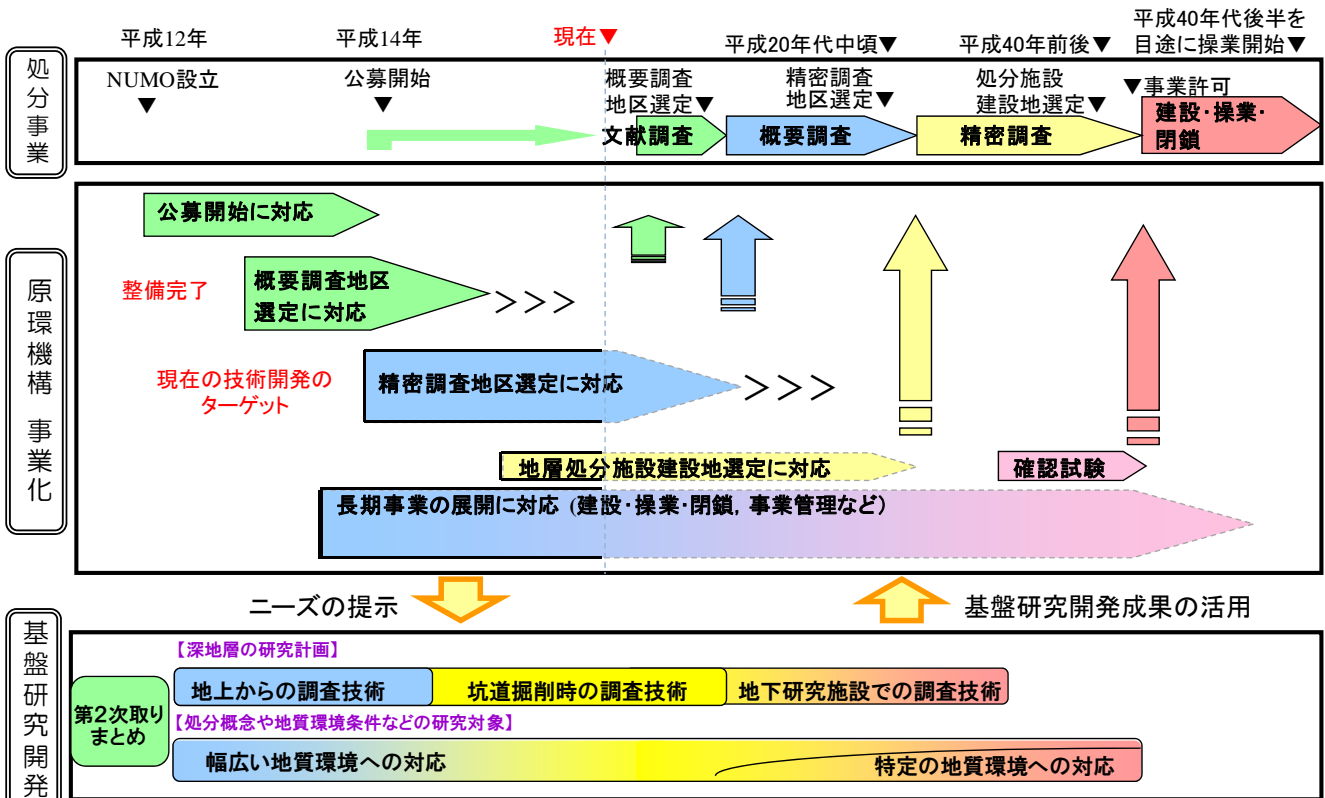 平成12年
平成14年
現在▼
平成20年代中頃▼
平成40年前後▼
平成40年代後半を
目途に操業開始▼
処分事業
NUMO設立
▼
公募開始
▼
概要調査
地区選定▼
精密調査
地区選定▼
処分施設
建設地選定▼
▼事業許可
文献調査
概要調査
精密調査
建設・操業・
閉鎖
原環機構 事業化
公募開始に対応
整備完了
概要調査地区
選定に対応
>>>
現在の技術開発の
ターゲット
精密調査地区選定に対応
>>>
地層処分施設建設地選定に対応
確認試験
長期事業の展開に対応 (建設・操業・閉鎖, 事業管理など)
ニーズの提示
基盤研究開発成果の活用
基盤研究開発
【深地層の研究計画】
地上からの調査技術
坑道掘削時の調査技術
地下研究施設での調査技術
第2次取り
まとめ
【処分概念や地質環境条件などの研究対象】
幅広い地質環境への対応
特定の地質環境への対応